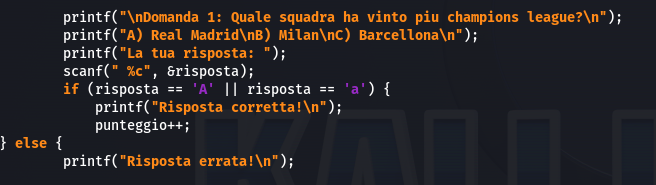 printf("\nDomanda 1: Quale squadra ha vinto piu champions league?\n");
printf("A) Real Madrid\nB) Milan\nC) Barcellona\n");
printf("La tua risposta: ");
scanf(" %c", &risposta);
if (risposta == 'A' || risposta == 'a') {
printf("Risposta corretta!\n");
punteggio++;
} else {
printf("Risposta errata!\n");
KALI